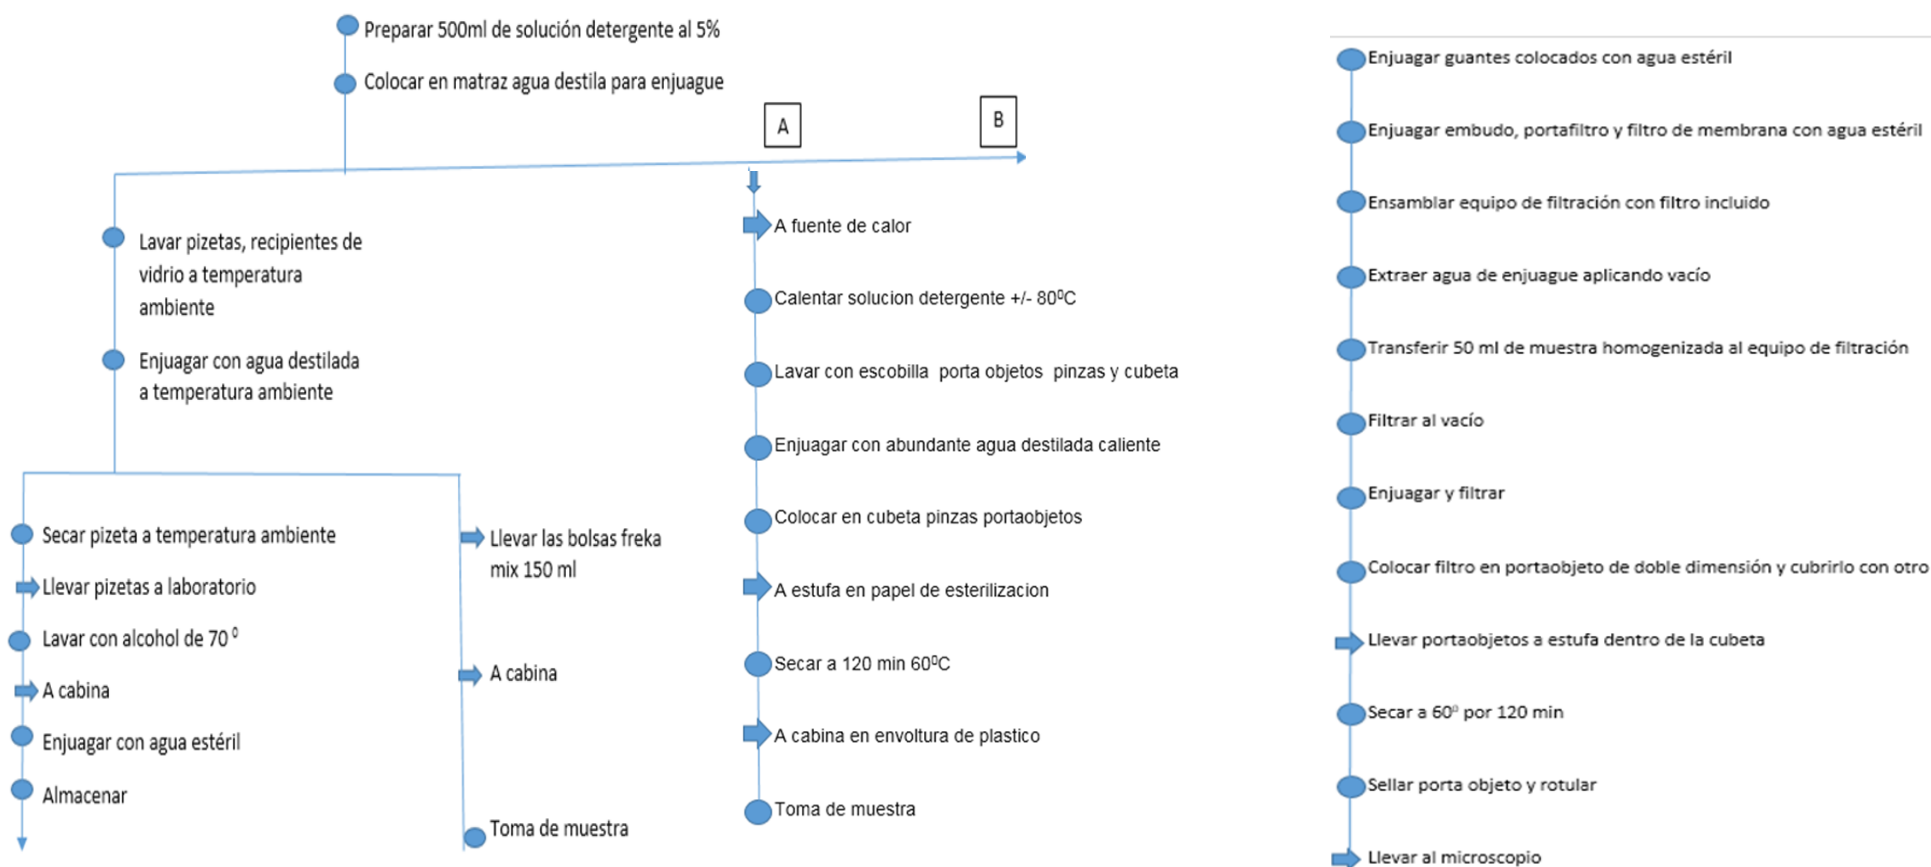 Preparar 500ml de solución detergente al 5%
Colocar en matraz agua destila para enjuague
A
B
Lavar pizetas, recipientes de
vidrio a temperatura
ambiente
Enjuagar con agua destilada
a temperatura ambiente
Secar pizeta a temperatura ambiente
Llevar pizetas a laboratorio
Lavar con alcohol de 70 ⁰
A cabina
Enjuagar con agua estéril
Almacenar
Llevar las bolsas freka
mix 150 ml
A cabina
Toma de muestra
A fuente de calor
Calentar solucion detergente +/- 80⁰C
Lavar con escobilla porta objetos pinzas y cubeta
Enjuagar con abundante agua destilada caliente
Colocar en cubeta pinzas portaobjetos
A estufa en papel de esterilizacion
Secar a 120 min 60⁰C
A cabina en envoltura de plastico
Toma de muestra
Enjuagar guantes colocados con agua estéril
Enjuagar embudo, portafiltro y filtro de membrana con agua estéril
Ensamblar equipo de filtración con filtro incluido
Extraer agua de enjuague aplicando vacío
Transferir 50 ml de muestra homogenizada al equipo de filtración
Filtrar al vacío
Enjuagar y filtrar
Colocar filtro en portaobjeto de doble dimensión y cubrirlo con otro
Llevar portaobjetos a estufa dentro de la cubeta
Secar a 60⁰ por 120 min
Sellar porta objeto y rotular
Llevar al microscopio